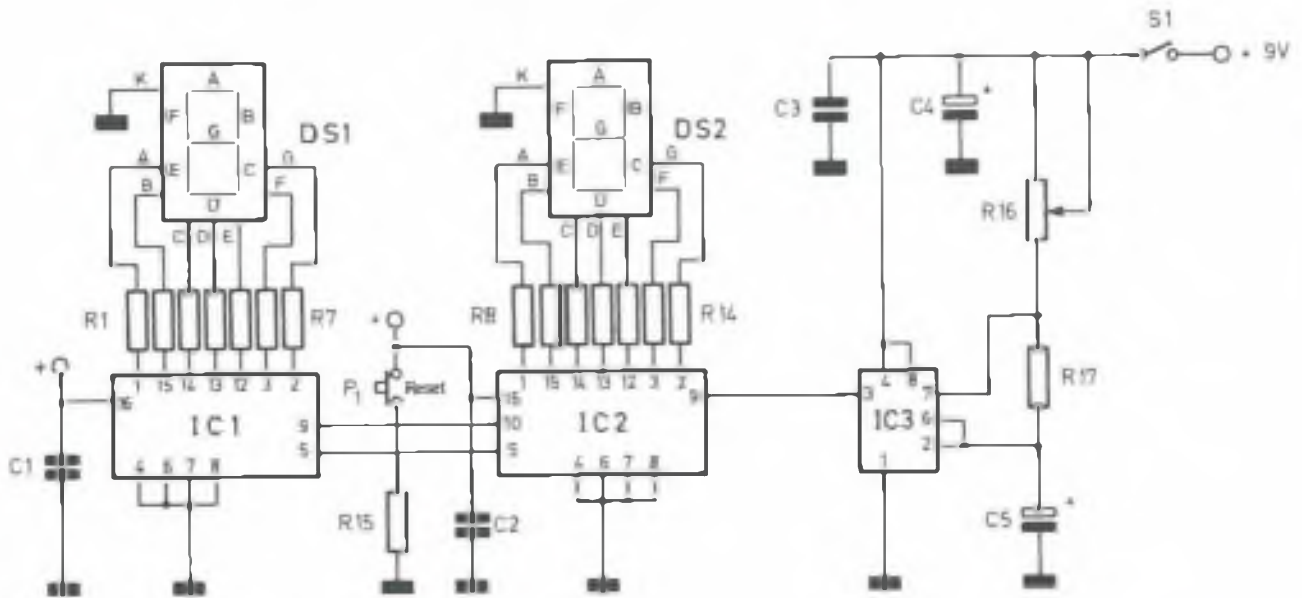 S1
+ 9V
K
A
F
B
G
E
C
D
DS1
A
B
G
F
C D E
K
A
F
B
G
E
C
DS2
A
B
G
F
C D E
C3
C4
+
R16
R1
R7
+
P1
Reset
R8
R14
R17
+
16
1 15 14 13 12 3 2
IC1
9
5
4 6 7 8
C1
R15
C2
1 15 14 13 12 3 2
10
5
IC2
9
4 6 7 8
4 8
3
IC3
7
6
2
1
C5
+